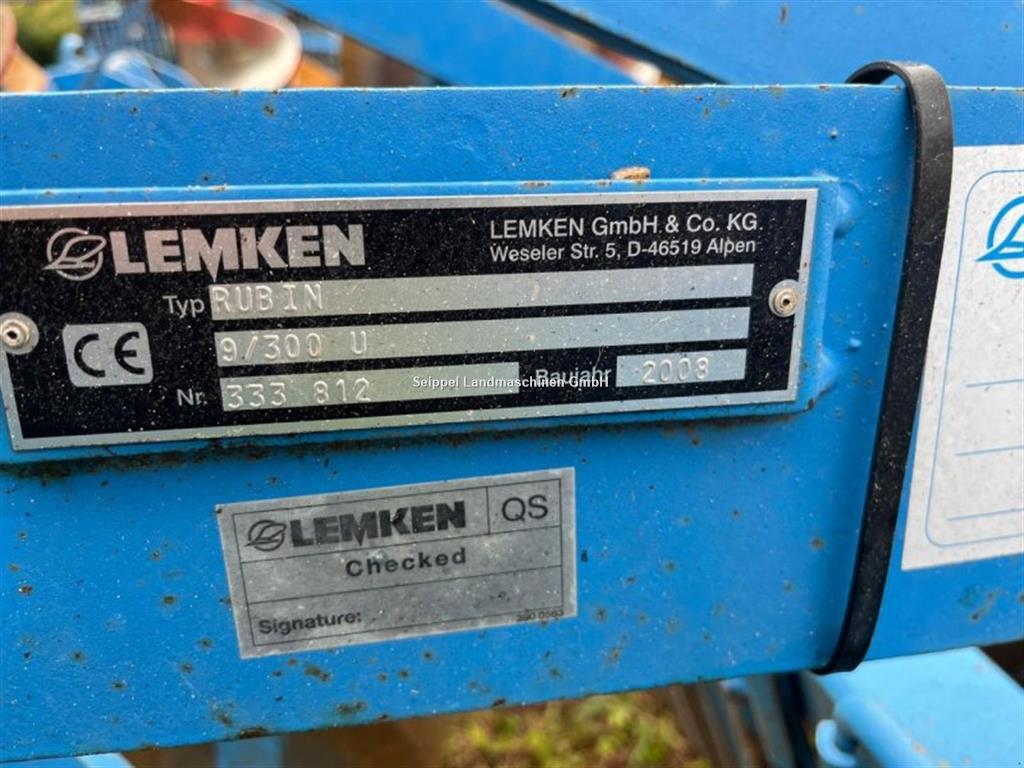 LEMKEN
LEMKEN GmbH & Co. KG.
Weseler Str. 5, D-46519 Alpen
Typ RUBIN
9/300 U
CE
Nr. 333 812 Baujahr 2008
Seippel Landmaschinen GmbH
LEMKEN QS
Checked
Signature:
390 0563